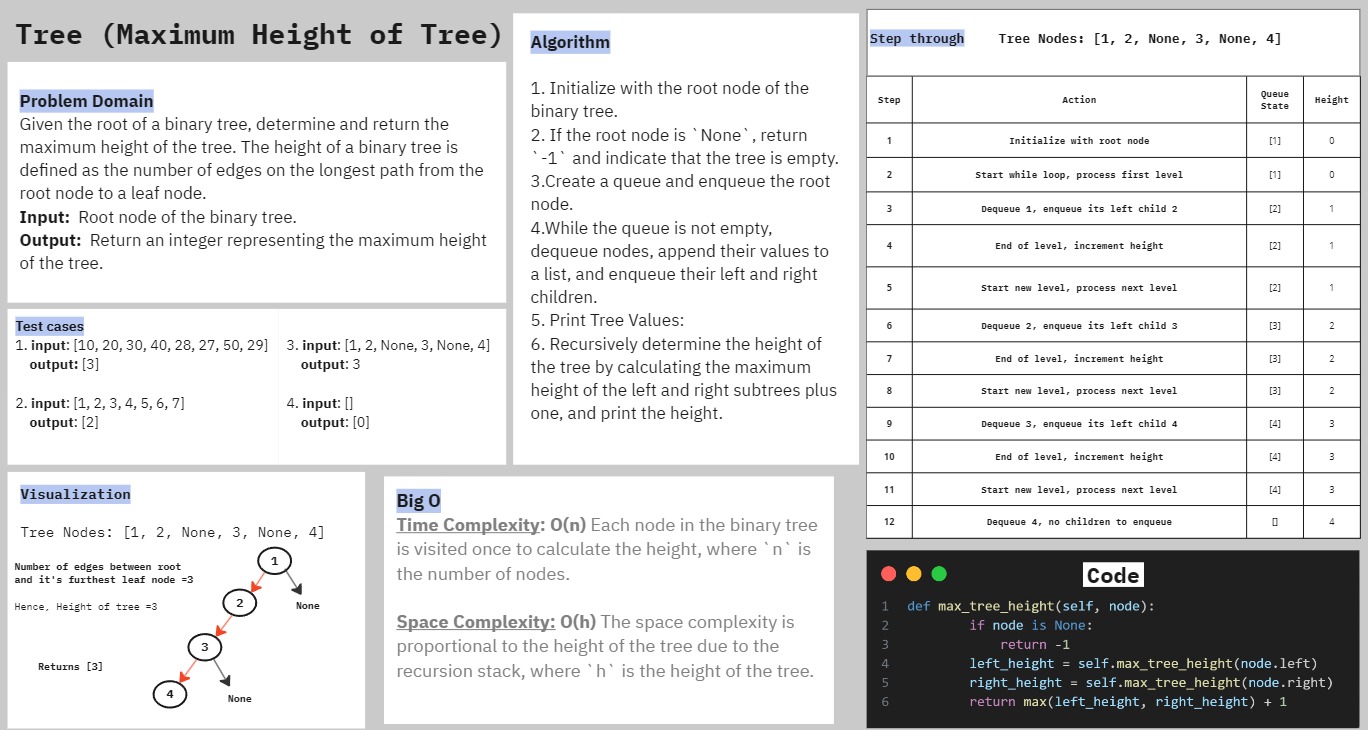 Tree (Maximum Height of Tree)
Problem Domain
Given the root of a binary tree, determine and return the
maximum height of the tree. The height of a binary tree is
defined as the number of edges on the longest path from the
root node to a leaf node.
Input: Root node of the binary tree.
Output: Return an integer representing the maximum height
of the tree.
Test cases
1. input: [10, 20, 30, 40, 28, 27, 50, 29]
output: [3]
2. input: [1, 2, 3, 4, 5, 6, 7]
output: [2]
3. input: [1, 2, None, 3, None, 4]
output: 3
4. input: []
output: [0]
Visualization
Tree Nodes: [1, 2, None, 3, None, 4]
Number of edges between root
and it's furthest leaf node =3
Hence, Height of tree =3
Returns [3]
1
2
None
3
4
None
Algorithm
1. Initialize with the root node of the
binary tree.
2. If the root node is `None`, return
`-1` and indicate that the tree is empty.
3.Create a queue and enqueue the root
node.
4.While the queue is not empty,
dequeue nodes, append their values to
a list, and enqueue their left and right
children.
5. Print Tree Values:
6. Recursively determine the height of
the tree by calculating the maximum
height of the left and right subtrees plus
one, and print the height.
Big O
Time Complexity: O(n) Each node in the binary tree
is visited once to calculate the height, where `n` is
the number of nodes.
Space Complexity: O(h) The space complexity is
proportional to the height of the tree due to the
recursion stack, where `h` is the height of the tree.
Step through Tree Nodes: [1, 2, None, 3, None, 4]
Step Action Queue State Height
1 Initialize with root node [1] 0
2 Start while loop, process first level [1] 0
3 Dequeue 1, enqueue its left child 2 [2] 1
4 End of level, increment height [2] 1
5 Start new level, process next level [2] 1
6 Dequeue 2, enqueue its left child 3 [3] 2
7 End of level, increment height [3] 2
8 Start new level, process next level [3] 2
9 Dequeue 3, enqueue its left child 4 [4] 3
10 End of level, increment height [4] 3
11 Start new level, process next level [4] 3
12 Dequeue 4, no children to enqueue [] 4
Code
1 def max_tree_height(self, node):
2 if node is None:
3 return -1
4 left_height = self.max_tree_height(node.left)
5 right_height = self.max_tree_height(node.right)
6 return max(left_height, right_height) + 1